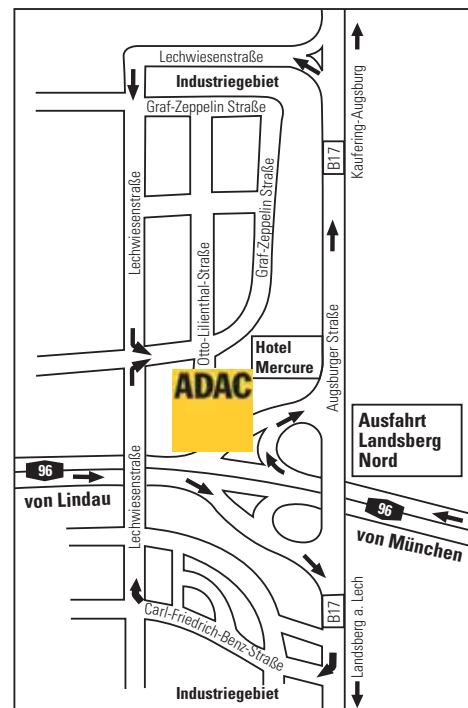 Lechwiesenstraße
Industriegebiet
Graf-Zeppelin Straße
Kaufering-Augsburg
B17
Lechwiesenstraße
Graf-Zeppelin Straße
Otto-Lilienthal-Straße
Augsburger Straße
Hotel
Mercure
ADAC
Ausfahrt
Landsberg
Nord
96
von Lindau
96
von München
Lechwiesenstraße
B17
Carl-Friedrich-Benz-Straße
Landsberg a. Lech
Industriegebiet